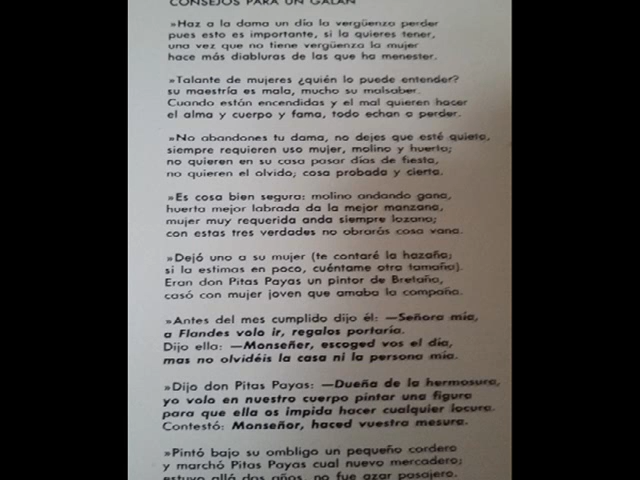 CONSEJOS PARA UN GALÁN
»Haz a la dama un día la vergüenza perder
pues esto es importante, si la quieres tener,
una vez que no tiene vergüenza la mujer
hace más diabluras de las que ha menester.
»Talante de mujeres ¿quién lo puede entender?
su maestría es mala, mucho su malsaber.
Cuando están encendidas y el mal quieren hacer
el alma y cuerpo y fama, todo echan a perder.
»No abandones tu dama, no dejes que esté quieta,
siempre requieren uso mujer, molino y huerta;
no quieren en su casa pasar días de fiesta,
no quieren el olvido; cosa probada y cierta.
»Es cosa bien segura: molino andando gana,
huerta mejor labrada da la mejor manzana,
mujer muy requerida anda siempre lozana;
con estas tres verdades no obrarás cosa vana.
»Dejó uno a su mujer (te contaré la hazaña;
si la estimas en poco, cuéntame otra tamaña).
Eran don Pitas Payas un pintor de Bretaña,
casó con mujer joven que amaba la compaña.
»Antes del mes cumplido dijo él: —Señora mía,
a Flandes volo ir, regalos portaría.
Dijo ella: —Monseñer, escoged vos el día,
mas no olvidéis la casa ni la persona mía.
»Dijo don Pitas Payas: —Dueña de la hermosura,
yo volo en nuestro cuerpo pintar una figura
para que ella os impida hacer cualquier locura.
Contestó: Monseñor, haced vuestra mesura.
»Pintó bajo su ombligo un pequeño cordero
y marchó Pitas Payas cual nuevo mercadero;
estuvo allá dos años, no fue azar pasajero.